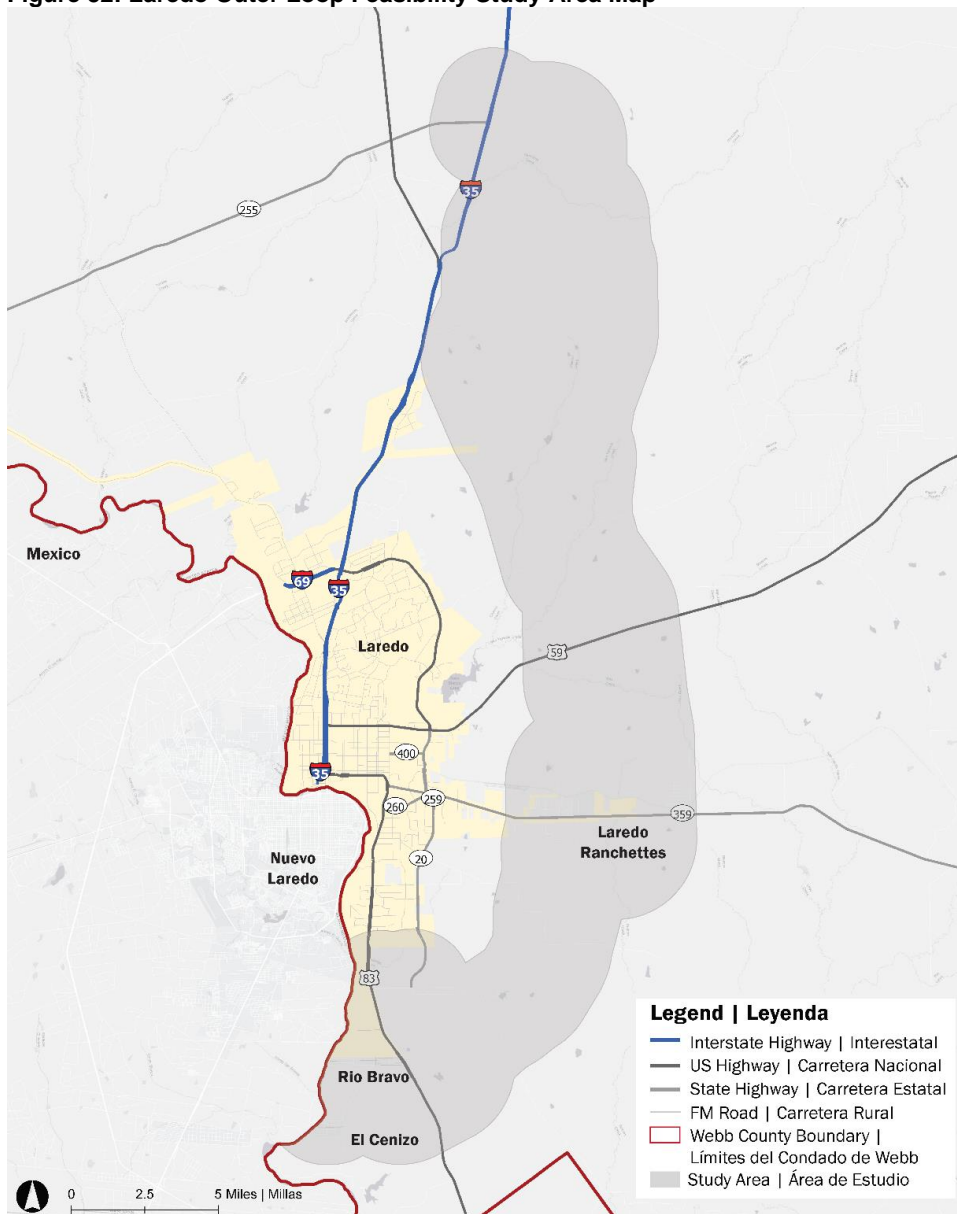 Figure 52: Laredo Outer Loop Feasibility Study Area Map
35
255
Mexico
69
35
Laredo
59
400
35
259
260
359
Laredo
Ranchettes
20
Nuevo
Laredo
83
Rio Bravo
El Cenizo
Legend | Leyenda
Interstate Highway | Interestatal
US Highway | Carretera Nacional
State Highway | Carretera Estatal
FM Road | Carretera Rural
Webb County Boundary |
Límites del Condado de Webb
Study Area | Área de Estudio
0 2.5 5 Miles | Millas